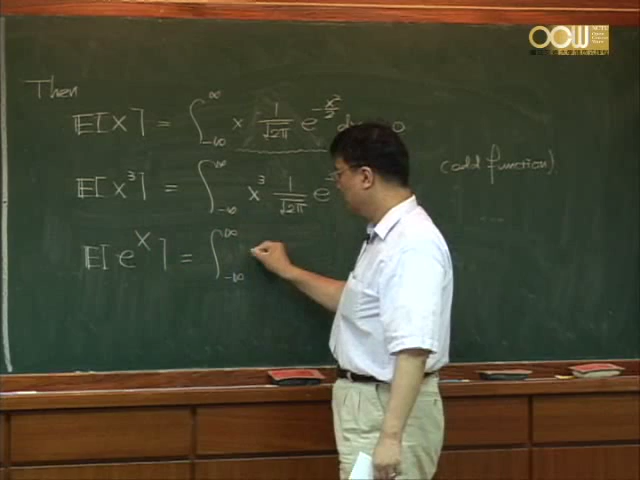 OCW
Then
E[X] = ∫_{-∞}^{∞} x 1/√2π e^{-x²/2} dx = 0
E[X³] = ∫_{-∞}^{∞} x³ 1/√2π e (odd function).
E[e^X] = ∫_{-∞}^{∞}